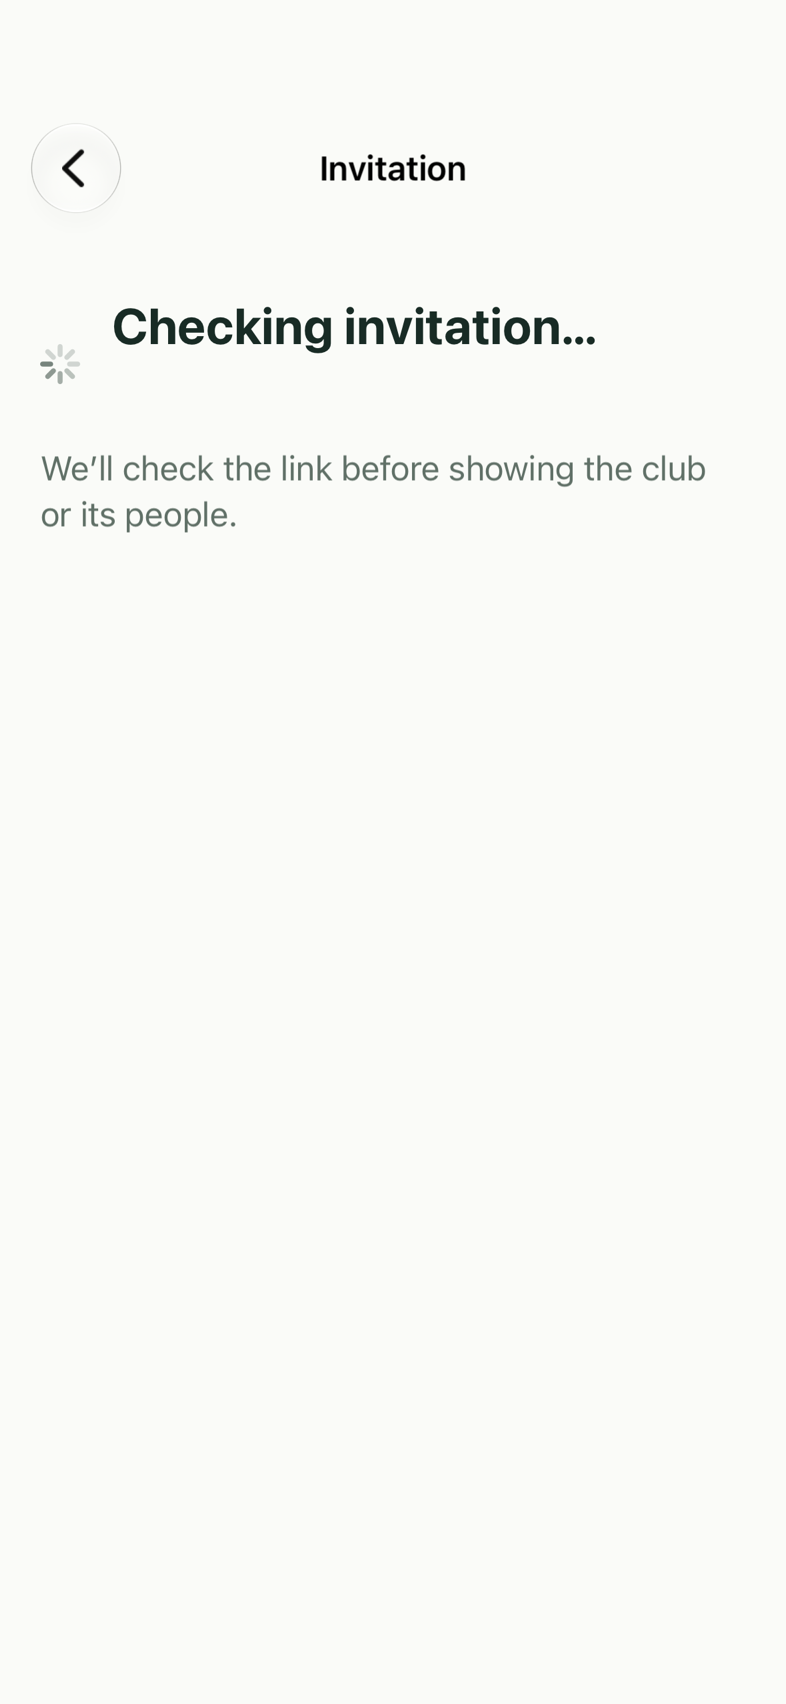 Invitation
Checking invitation…
We’ll check the link before showing the club
or its people.